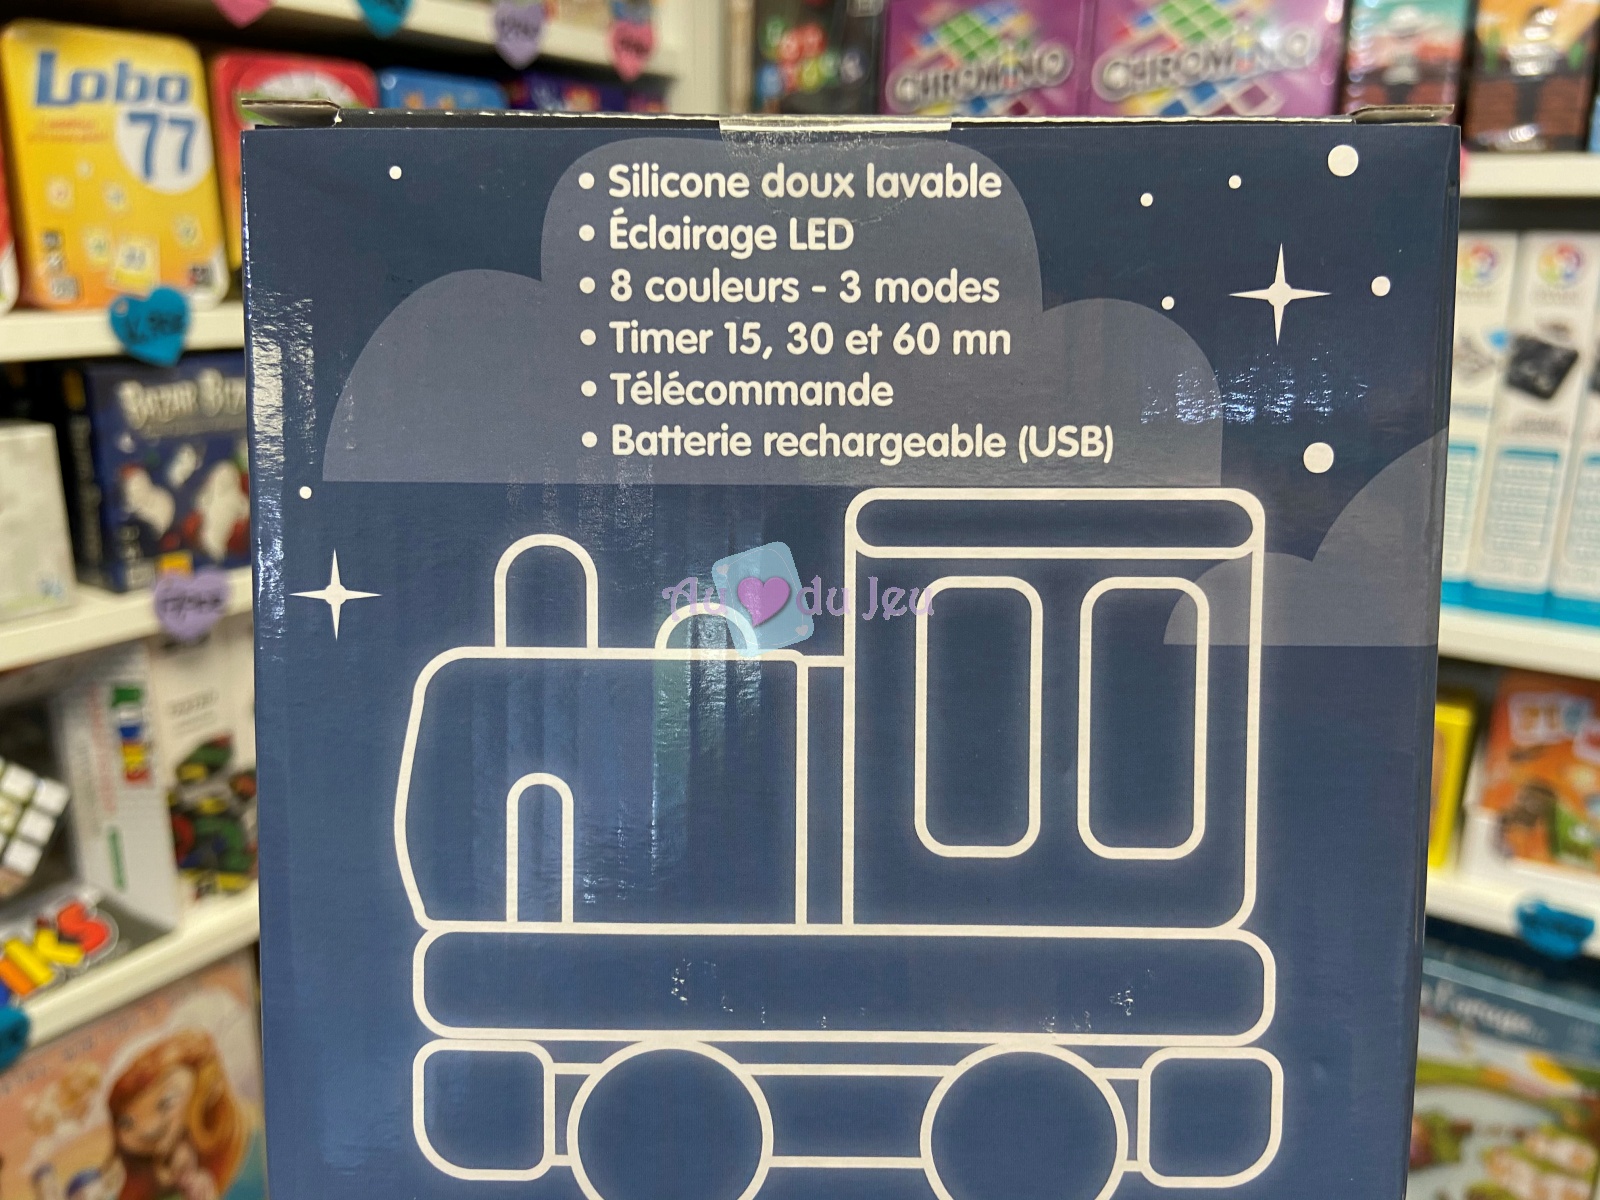 Lobo
77
CHROMINO
CHROMINO
• Silicone doux lavable
• Éclairage LED
• 8 couleurs - 3 modes
• Timer 15, 30 et 60 mn
• Télécommande
• Batterie rechargeable (USB)
Au du Jeu